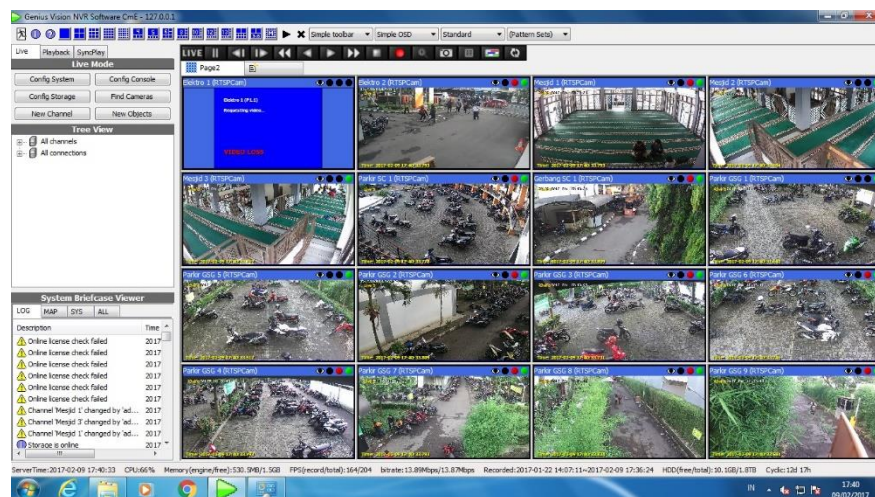 Genius Vision NVR Software CmE - 127.0.0.1
Simple toolbar
Simple OSD
Standard
(Pattern Sets)
Live
Playback
SyncPlay
LIVE
Live Mode
Page2
Config System
Config Console
Config Storage
Find Cameras
New Channel
New Objects
Tree View
All channels
All connections
Elektro 1 (RTSPCam)
Elektro 2 (RTSPCam)
Mesjid 1 (RTSPCam)
Mesjid 2 (RTSPCam)
Elektro 1 (P1.1)
Requesting video...
VIDEO LOSS
Mesjid 3 (RTSPCam)
Parkir SC 1 (RTSPCam)
Gerbang SC 1 (RTSPCam)
Parkir GSG 1 (RTSPCam)
Parkir GSG 5 (RTSPCam)
Parkir GSG 2 (RTSPCam)
Parkir GSG 3 (RTSPCam)
Parkir GSG 6 (RTSPCam)
Parkir GSG 4 (RTSPCam)
Parkir GSG 7 (RTSPCam)
Parkir GSG 8 (RTSPCam)
Parkir GSG 9 (RTSPCam)
System Briefcase Viewer
LOG
MAP
SYS
ALL
Description
Time
Online license check failed 2017
Online license check failed 2017
Online license check failed 2017
Online license check failed 2017
Online license check failed 2017
Channel 'Mesjid 1' changed by 'ad... 2017
Channel 'Mesjid 3' changed by 'ad... 2017
Channel 'Mesjid 1' changed by 'ad... 2017
Storage is online 2017
ServerTime:2017-02-09 17:40:33 CPU:66% Memory(engine/free):530.5MB/1.5GB FPS(record/total):164/204 bitrate:13.89Mbps/13.87Mbps Recorded:2017-01-22 14:07:11~2017-02-09 17:36:24 HDD(free/total):10.1GB/1.8TB Cyclic:12d 17h
IN
17:40
09/02/2017